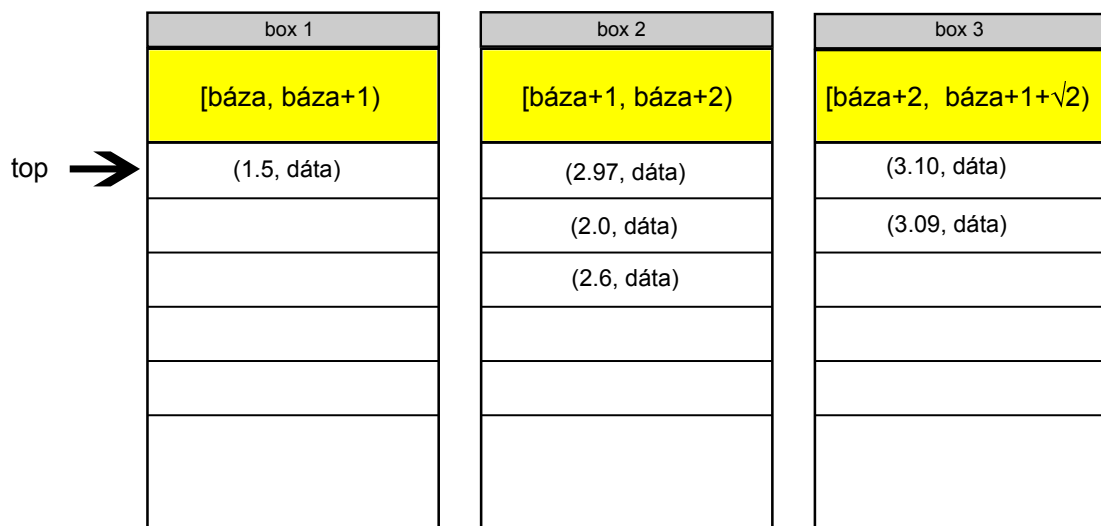 box 1
box 2
box 3
[báza, báza+1)
[báza+1, báza+2)
[báza+2, báza+1+√2)
top
(1.5, dáta)
(2.97, dáta)
(3.10, dáta)
(2.0, dáta)
(3.09, dáta)
(2.6, dáta)